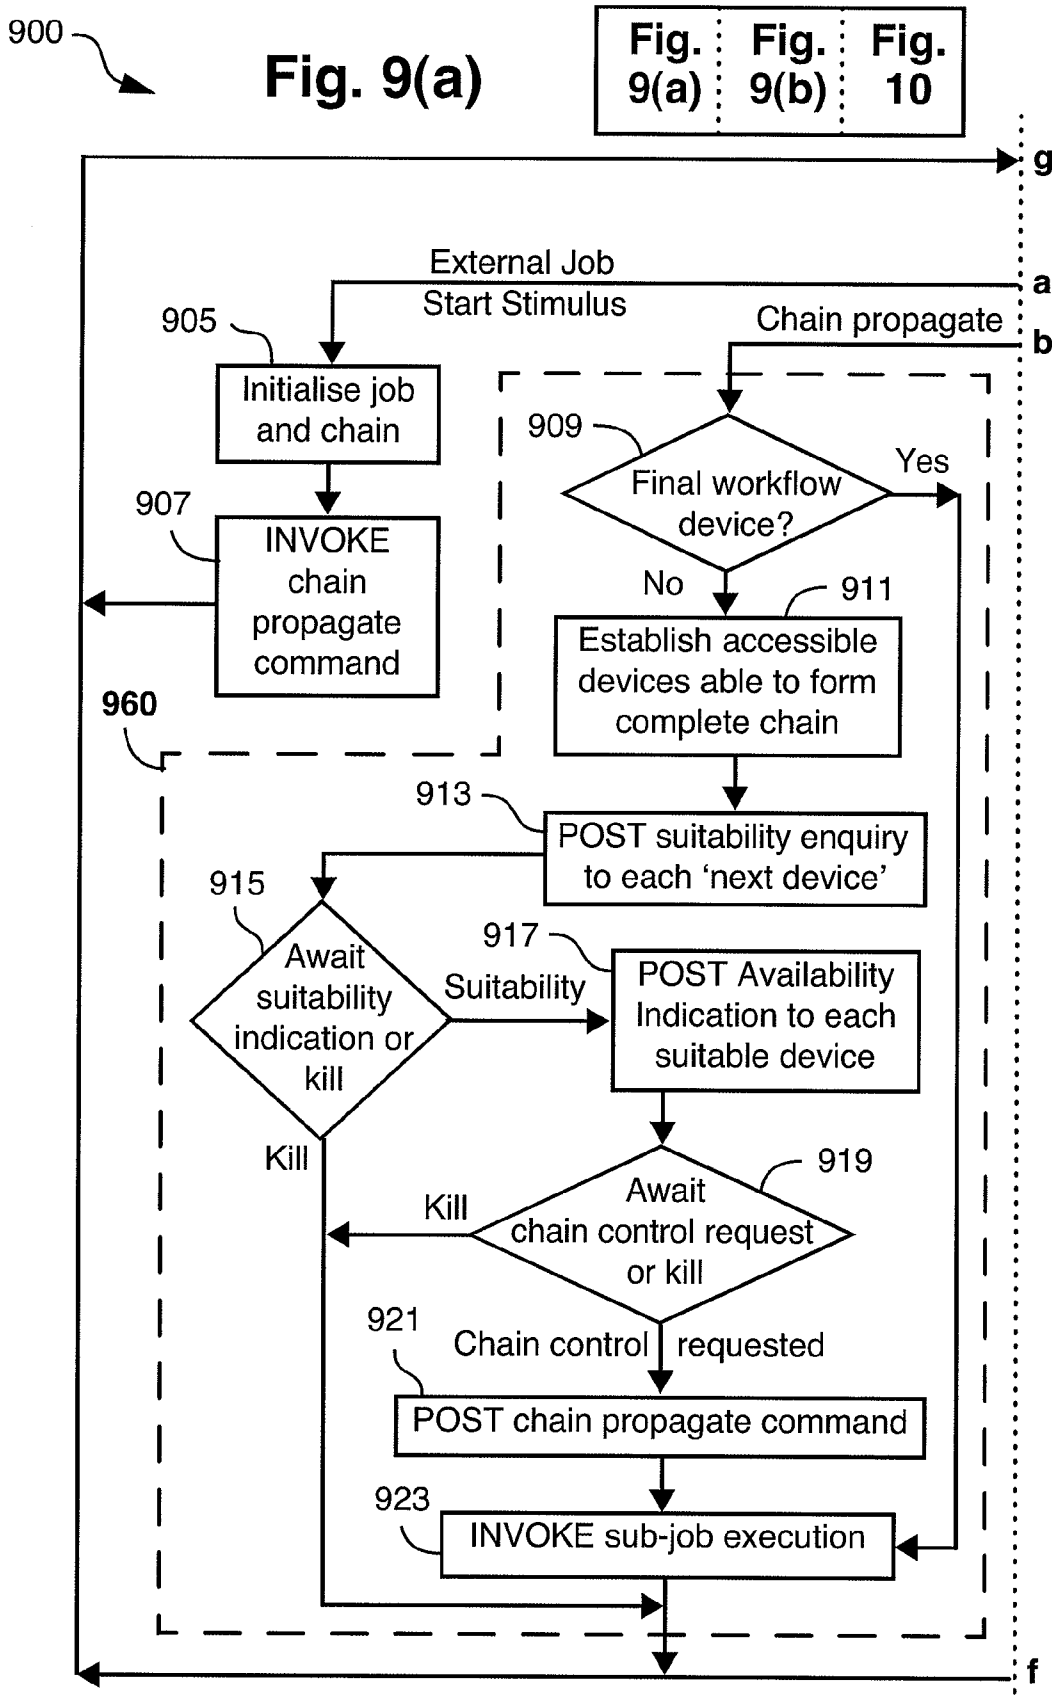 900
Fig. 9(a)
Fig. 9(a)
Fig. 9(b)
Fig. 10
g
External Job
Start Stimulus
a
Chain propagate
b
905
Initialise job
and chain
909
Final workflow
device?
Yes
No
907
INVOKE
chain
propagate
command
911
Establish accessible
devices able to form
complete chain
960
913
POST suitability enquiry
to each ‘next device’
915
Await
suitability
indication or
kill
Suitability
Kill
917
POST Availability
Indication to each
suitable device
919
Await
chain control request
or kill
Kill
Chain control requested
921
POST chain propagate command
923
INVOKE sub-job execution
f